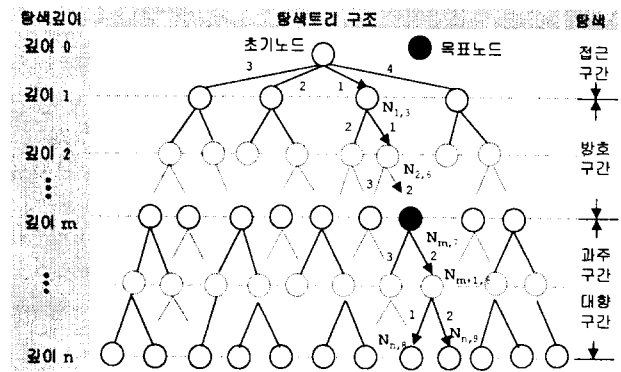 탐색깊이 탐색트리 구조 탐색
깊이 0 초기노드 목표노드 접근
구간
3 2 1 4
깊이 1 N1,3
2 1
방호
구간
깊이 2 N2,6
3 2
깊이 m Nm,7
3 2
과주
구간
Nm+1,6
대항
구간
1 2
Nn,8 Nn,9
깊이 n